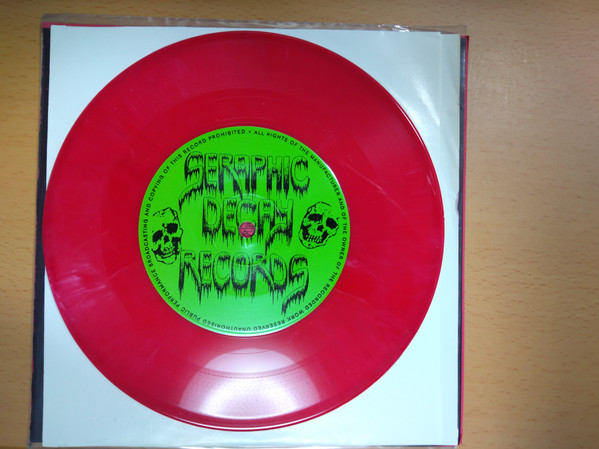 SERAPHIC
DECAY
RECORDS
ALL RIGHTS OF THE MANUFACTURER AND OF THE OWNER OF THE RECORDED WORK RESERVED UNAUTHORISED PUBLIC PERFORMANCE BROADCASTING AND COPYING OF THIS RECORD PROHIBITED •